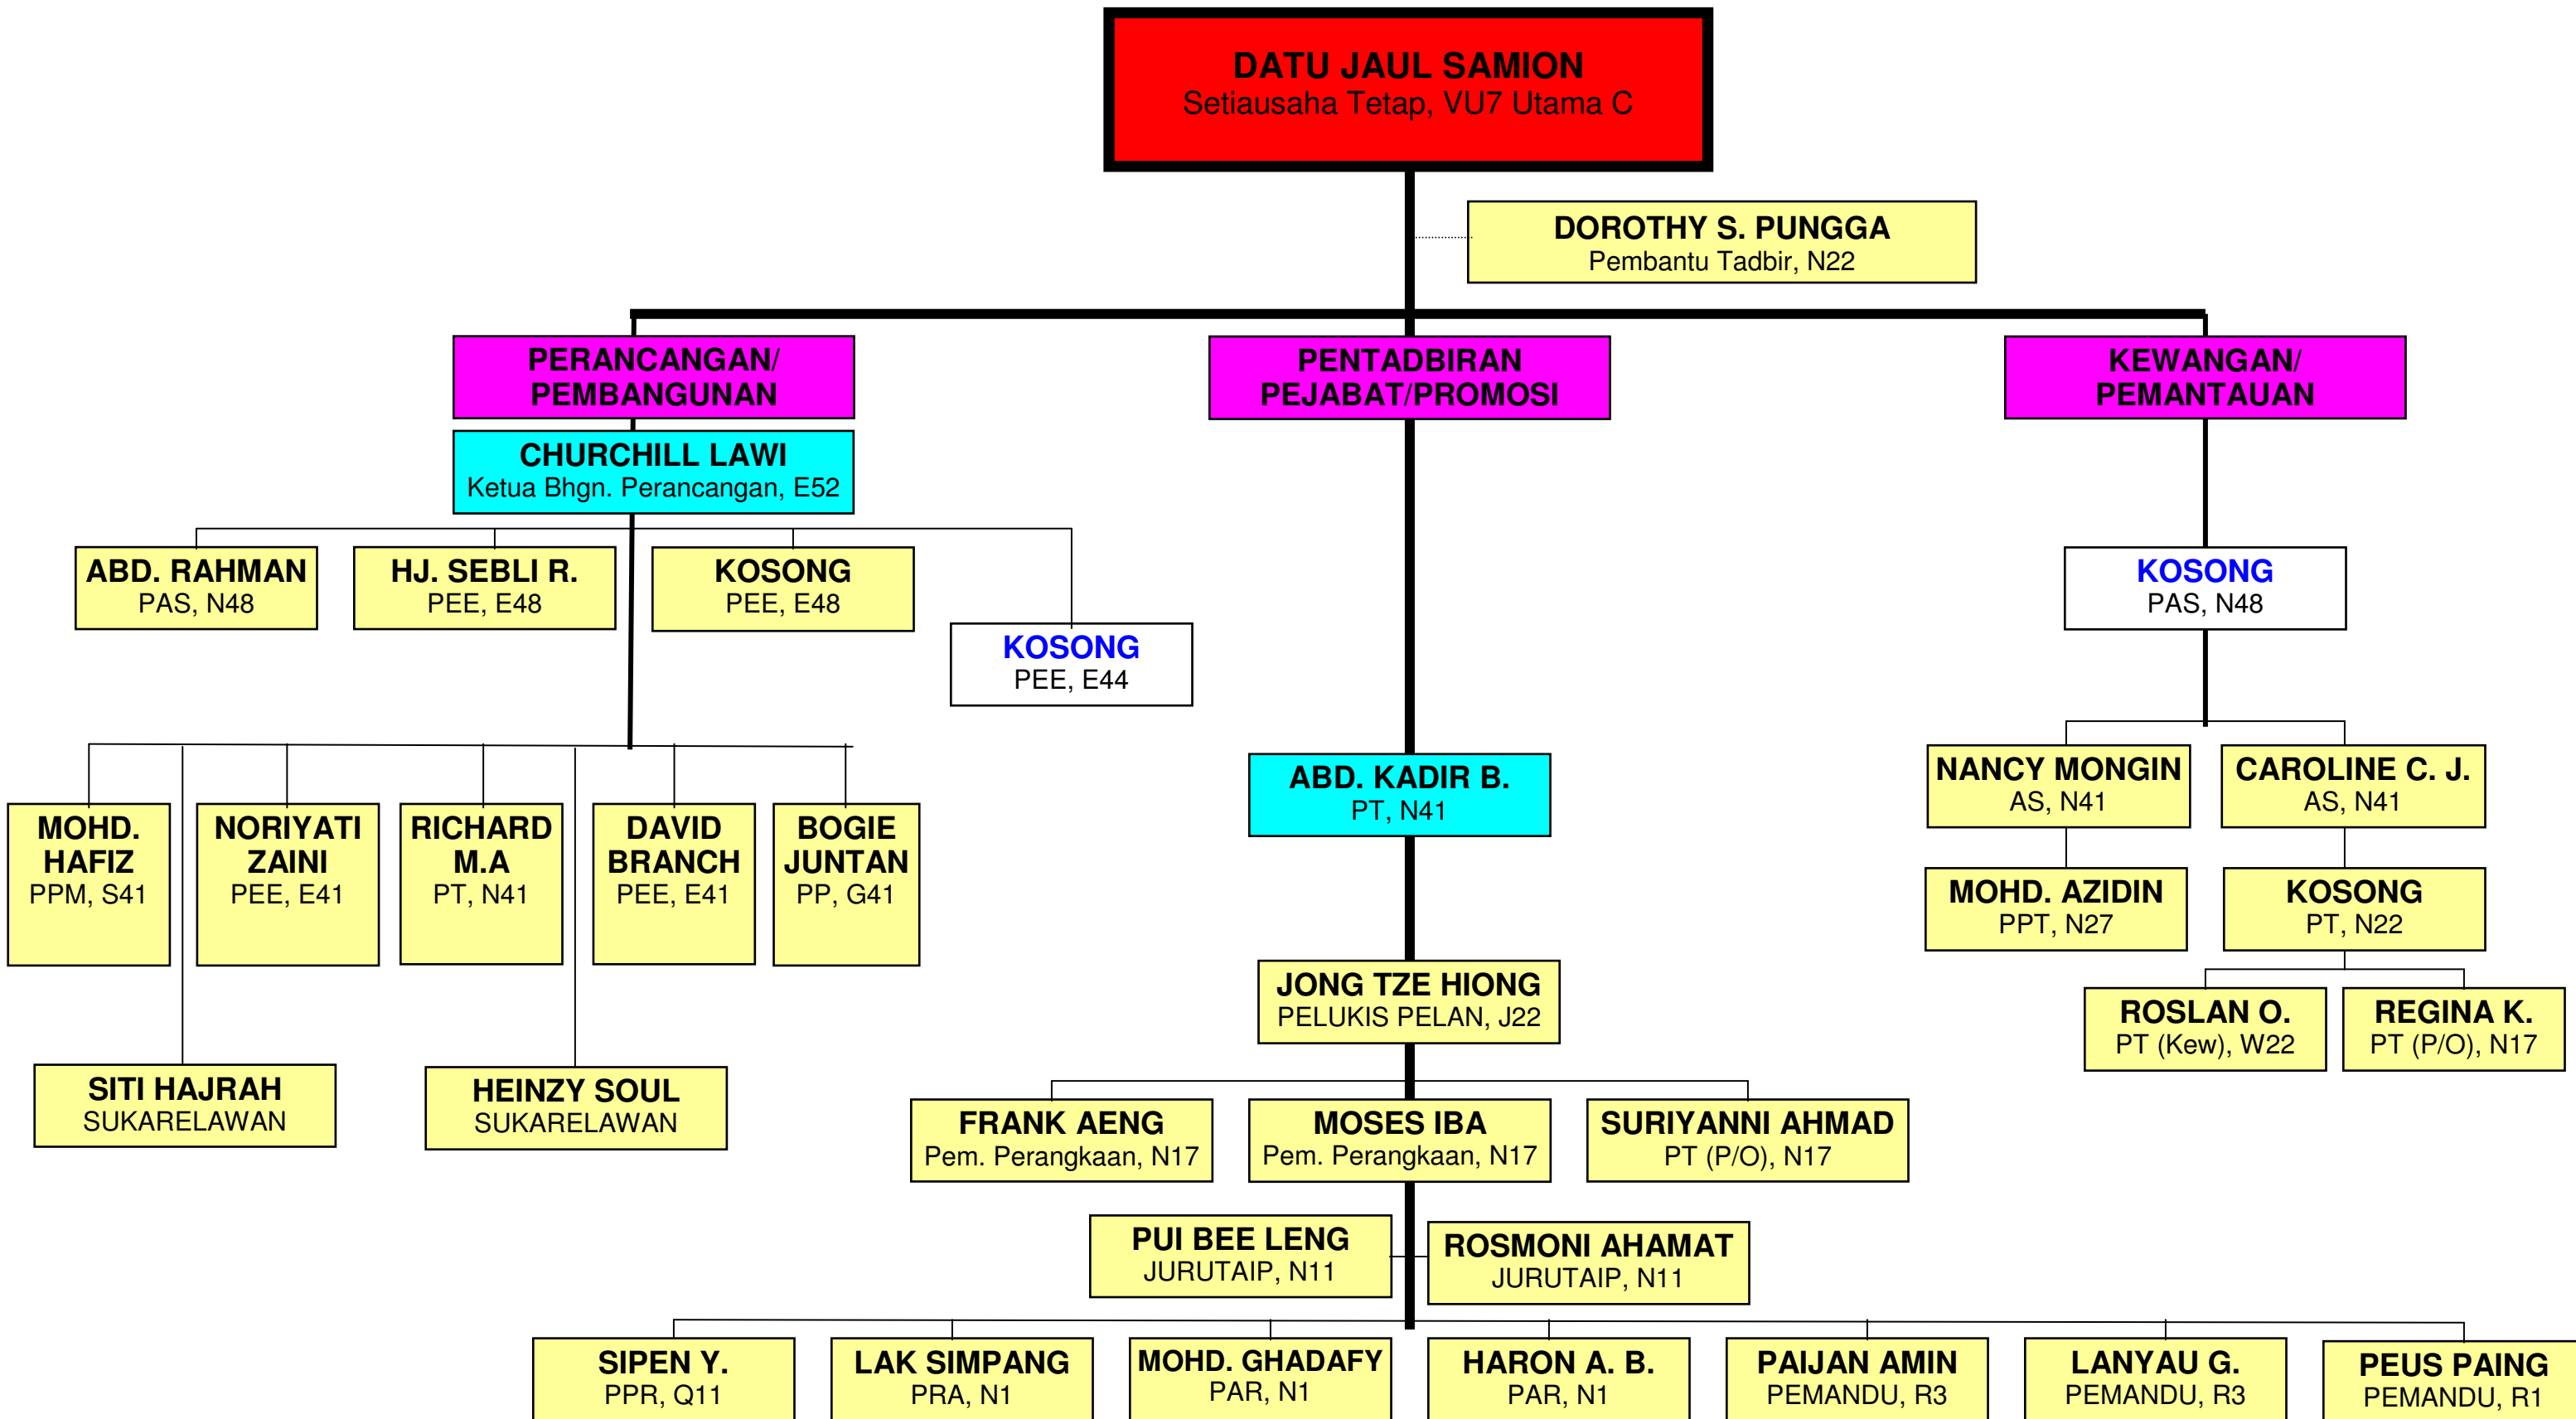 DATU JAUL SAMION
Setiausaha Tetap, VU7 Utama C
DOROTHY S. PUNGGA
Pembantu Tadbir, N22
PERANCANGAN/
PEMBANGUNAN
PENTADBIRAN
PEJABAT/PROMOSI
KEWANGAN/
PEMANTAUAN
CHURCHILL LAWI
Ketua Bhgn. Perancangan, E52
ABD. RAHMAN
PAS, N48
HJ. SEBLI R.
PEE, E48
KOSONG
PEE, E48
KOSONG
PEE, E44
KOSONG
PAS, N48
MOHD.
HAFIZ
PPM, S41
NORIYATI
ZAINI
PEE, E41
RICHARD
M.A
PT, N41
DAVID
BRANCH
PEE, E41
BOGIE
JUNTAN
PP, G41
SITI HAJRAH
SUKARELAWAN
HEINZY SOUL
SUKARELAWAN
ABD. KADIR B.
PT, N41
NANCY MONGIN
AS, N41
CAROLINE C. J.
AS, N41
MOHD. AZIDIN
PPT, N27
KOSONG
PT, N22
ROSLAN O.
PT (Kew), W22
REGINA K.
PT (P/O), N17
JONG TZE HIONG
PELUKIS PELAN, J22
FRANK AENG
Pem. Perangkaan, N17
MOSES IBA
Pem. Perangkaan, N17
SURIYANNI AHMAD
PT (P/O), N17
PUI BEE LENG
JURUTAIP, N11
ROSMONI AHAMAT
JURUTAIP, N11
SIPEN Y.
PPR, Q11
LAK SIMPANG
PRA, N1
MOHD. GHADAFY
PAR, N1
HARON A. B.
PAR, N1
PAIJAN AMIN
PEMANDU, R3
LANYAU G.
PEMANDU, R3
PEUS PAING
PEMANDU, R1